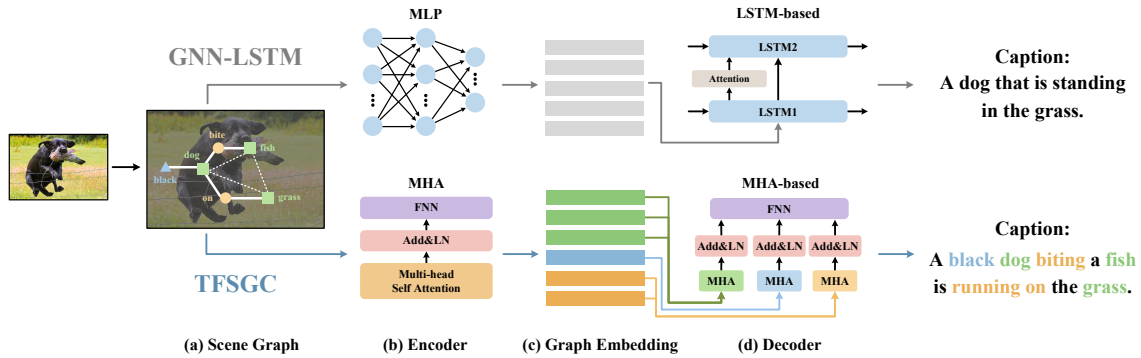 MLP
LSTM-based
GNN-LSTM
LSTM2
Attention
LSTM1
Caption:
A dog that is standing
in the grass.
bite
dog
fish
black
on
grass
TFSGC
MHA
FNN
Add&LN
Multi-head
Self Attention
MHA-based
FNN
Add&LN Add&LN Add&LN
MHA MHA MHA
Caption:
A black dog biting a fish
is running on the grass.
(a) Scene Graph (b) Encoder (c) Graph Embedding (d) Decoder